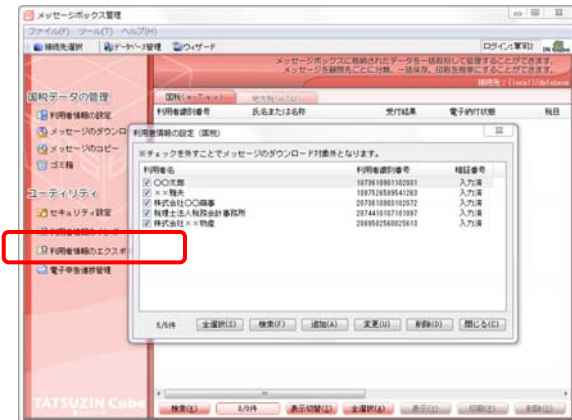 メッセージボックス管理
ファイル(F) ツール(T) ヘルプ(H)
接続先選択 データベース管理 ウィザード
メッセージボックスに格納されたデータを一括取得して管理することができます。
メッセージを顧問先ごとに分類、一括保存、印刷を簡単にすることができます。
国税データの管理
利用者情報の設定
メッセージのダウンロ
メッセージのコピー
ゴミ箱
ユーティリティ
セキュリティ設定
利用者情報のエクスポ
電子申告進捗管理
国税(e-Tax)
地方税(eLTAX)
利用者識別番号 氏名または名称 受付結果 電子納付状態 税目
利用者情報の設定(国税)
※チェックを外すことでメッセージのダウンロード対象外となります。
利用者名 利用者識別番号 暗証番号
〇〇太郎 入力済
××雅夫 入力済
株式会社〇〇商事 入力済
税理士法人税務会計事務所 入力済
株式会社××物産 入力済
5/5件 全選択(S) 検索(F) 追加(A) 変更(U) 削除(D) 閉じる(C)
TATSUZIN Cube
検索(K) 0/0件 表示切替(S) 全選択(A) 表示(V) 印刷(P) 削除(D)